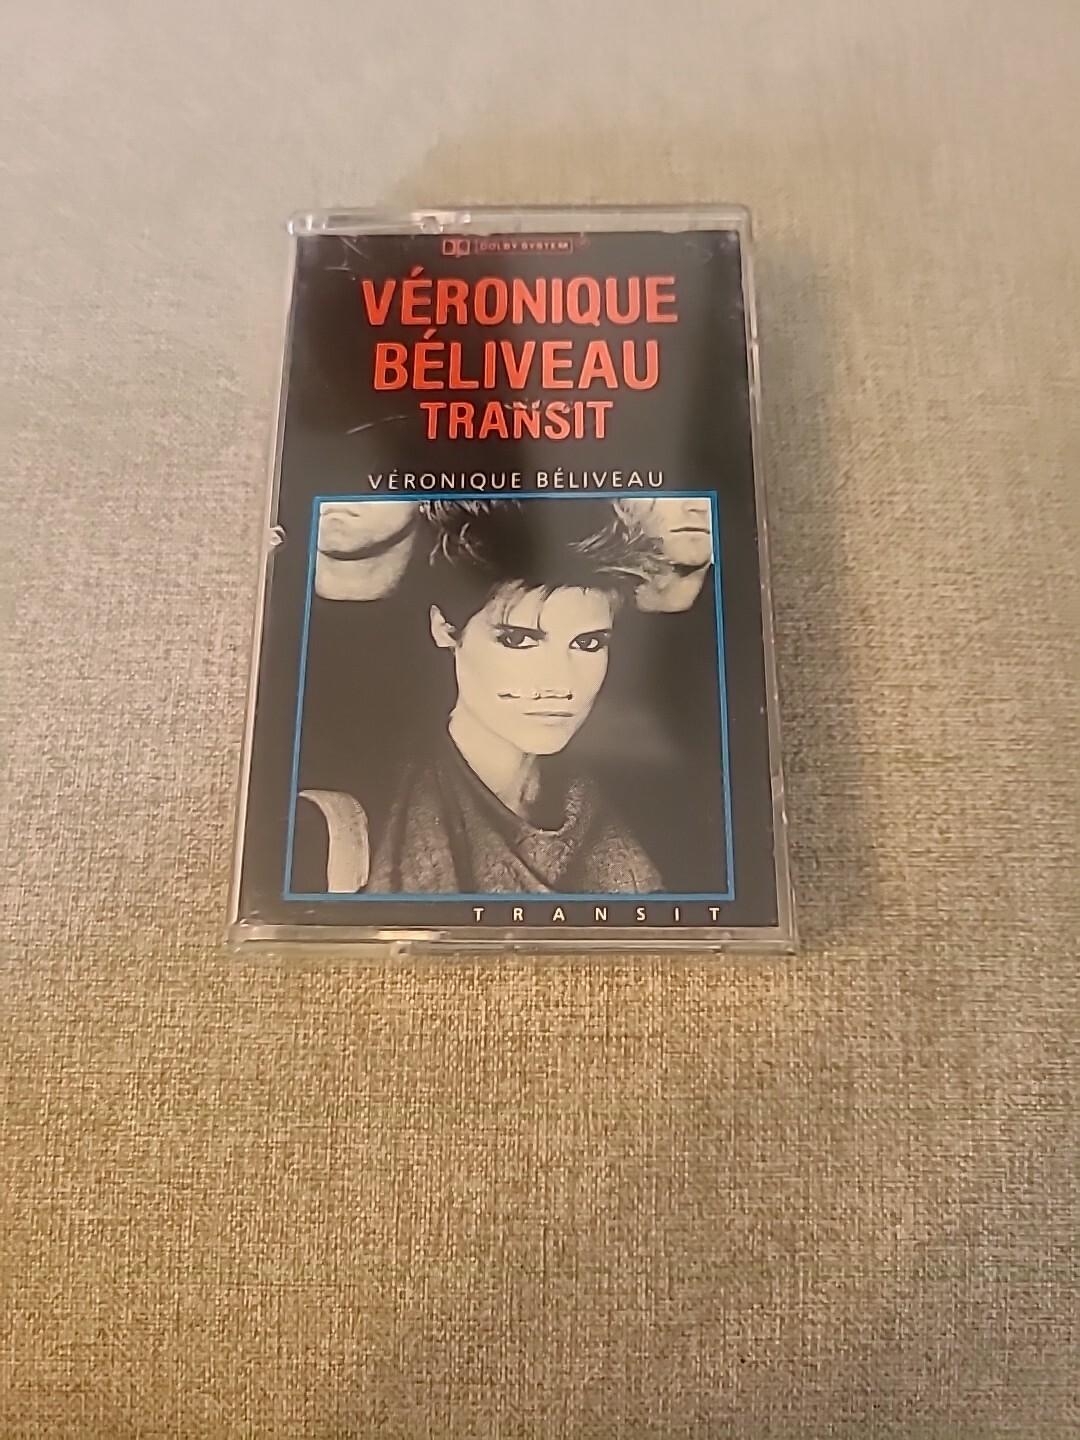 DOLBY SYSTEM
VÉRONIQUE
BÉLIVEAU
TRANSIT
VÉRONIQUE BÉLIVEAU
TRANSIT